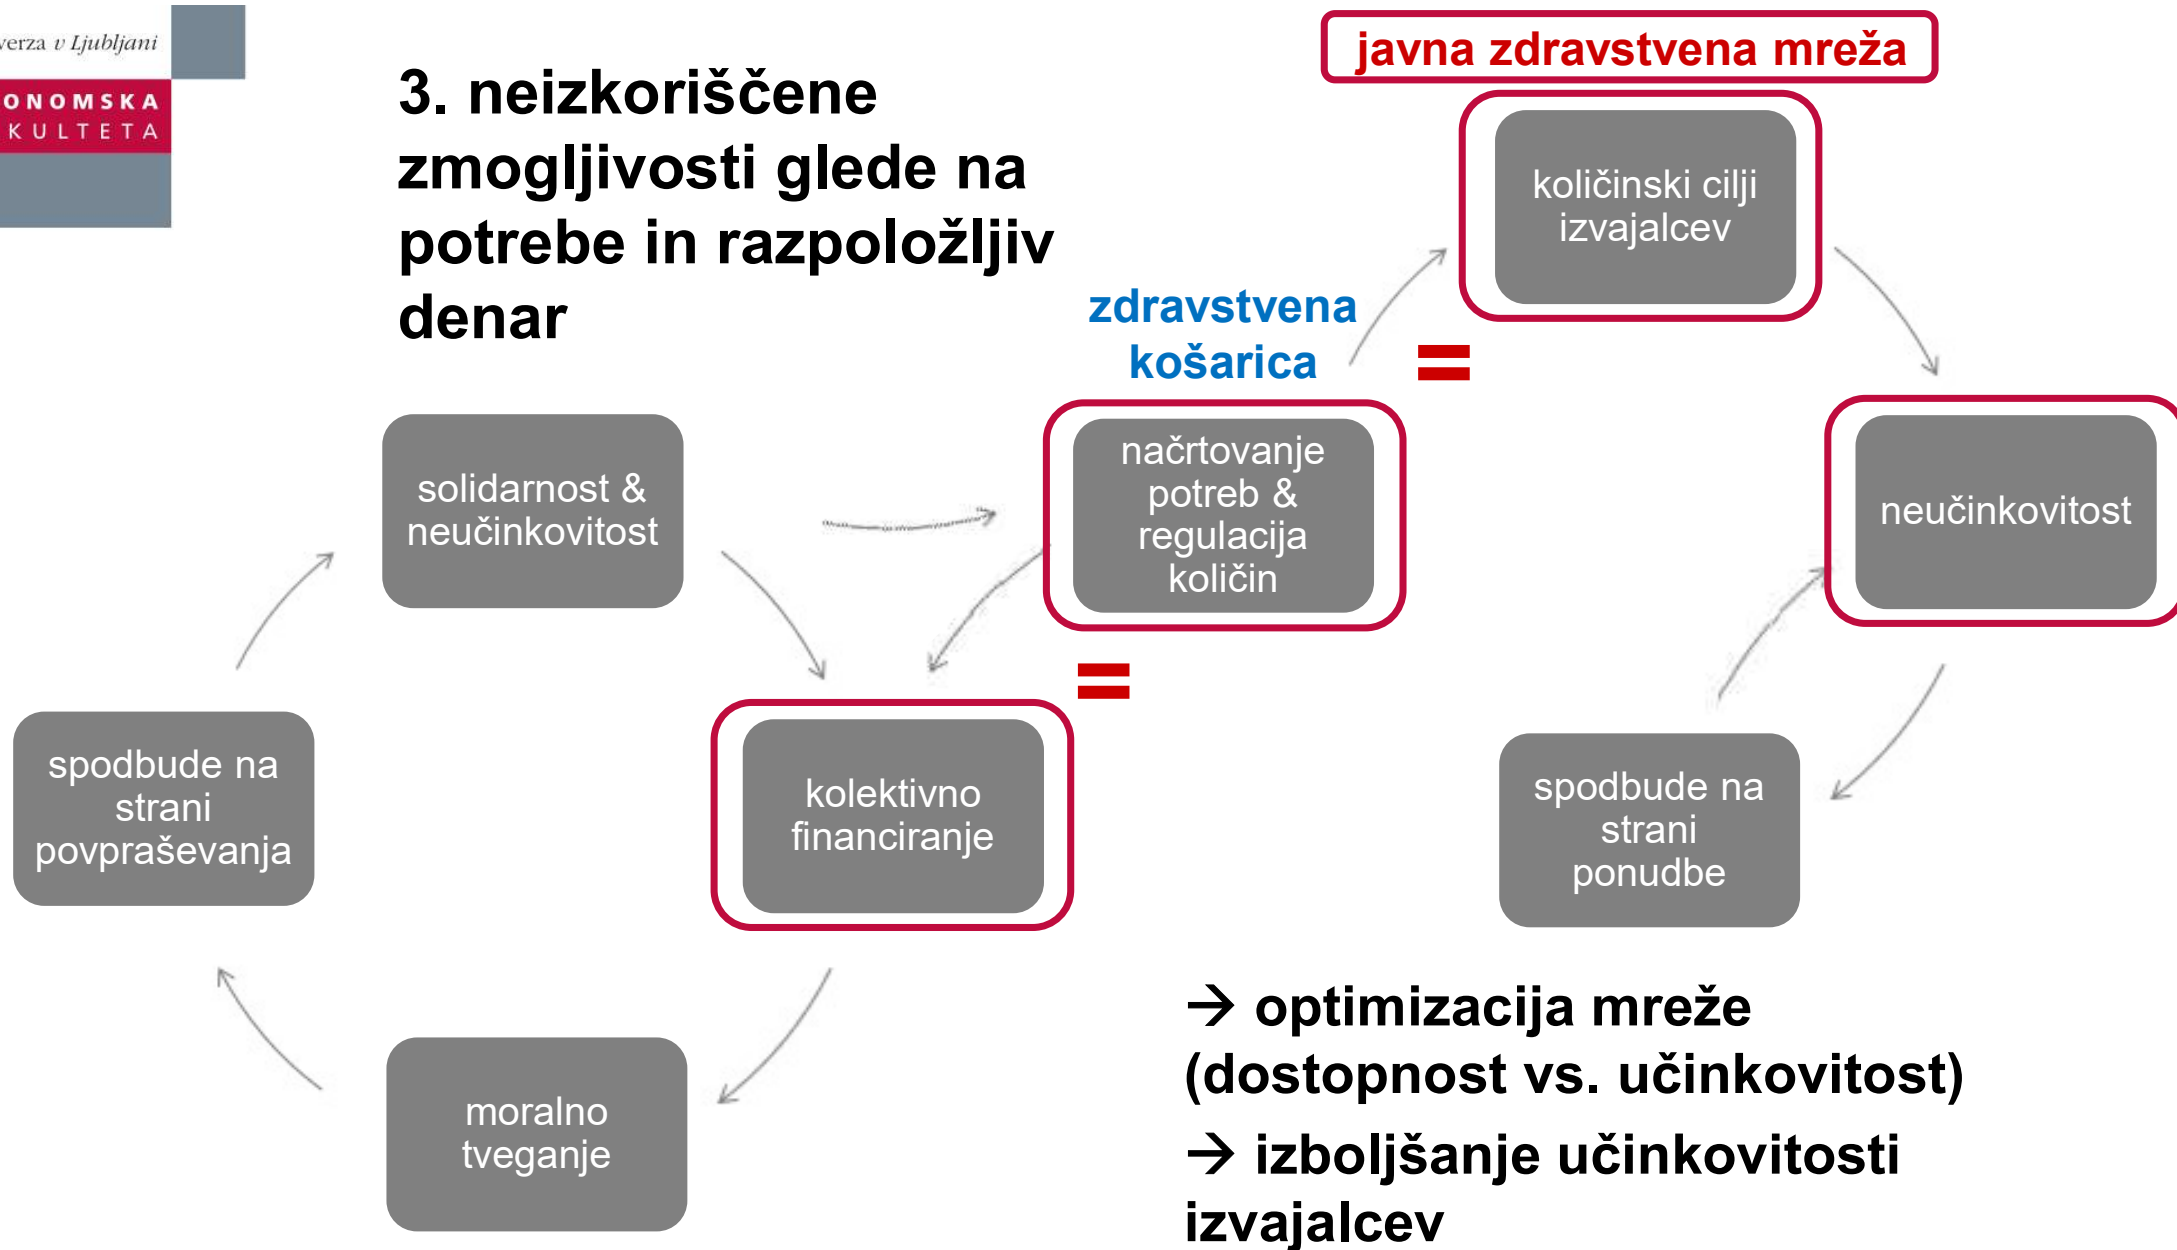 verza v Ljubljani
ONOMSKA
KULTETA
3. neizkoriščene
zmogljivosti glede na
potrebe in razpoložljiv
denar
javna zdravstvena mreža
količinski cilji
izvajalcev
zdravstvena
košarica
=
solidarnost &
neučinkovitost
načrtovanje
potreb &
regulacija
količin
neučinkovitost
=
spodbude na
strani
povpraševanja
kolektivno
financiranje
spodbude na
strani
ponudbe
moralno
tveganje
→ optimizacija mreže
(dostopnost vs. učinkovitost)
→ izboljšanje učinkovitosti
izvajalcev